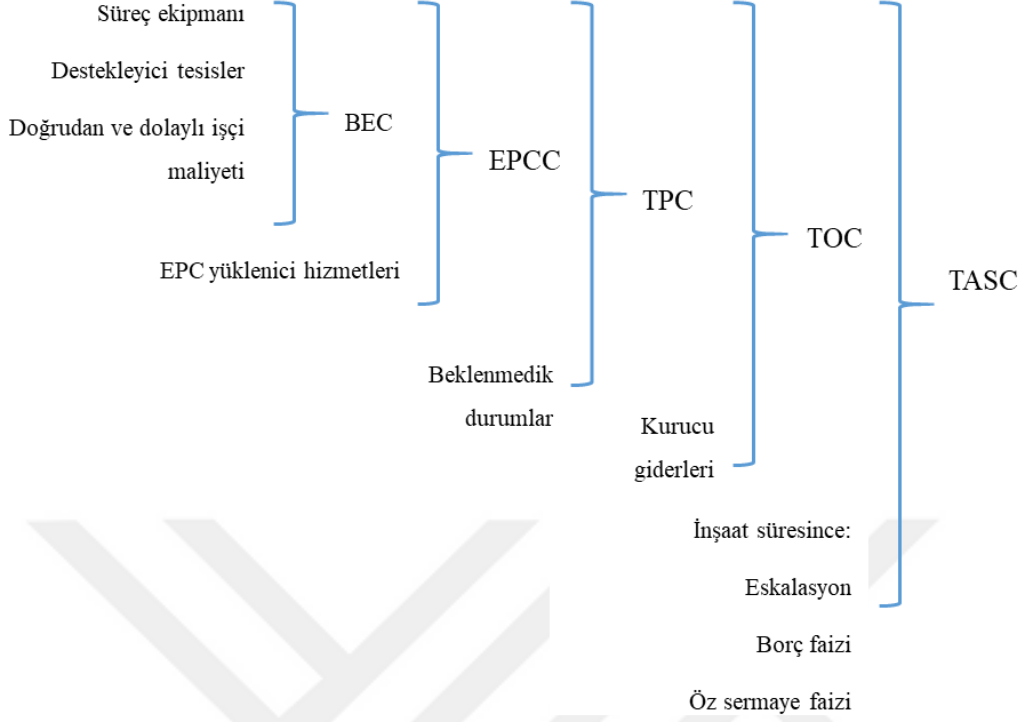 Süreç ekipmanı
Destekleyici tesisler
Doğrudan ve dolaylı işçi
maliyeti
BEC
EPC yüklenici hizmetleri
EPCC
Beklenmedik
durumlar
TPC
Kurucu
giderleri
TOC
İnşaat süresince:
Eskalasyon
Borç faizi
Öz sermaye faizi
TASC